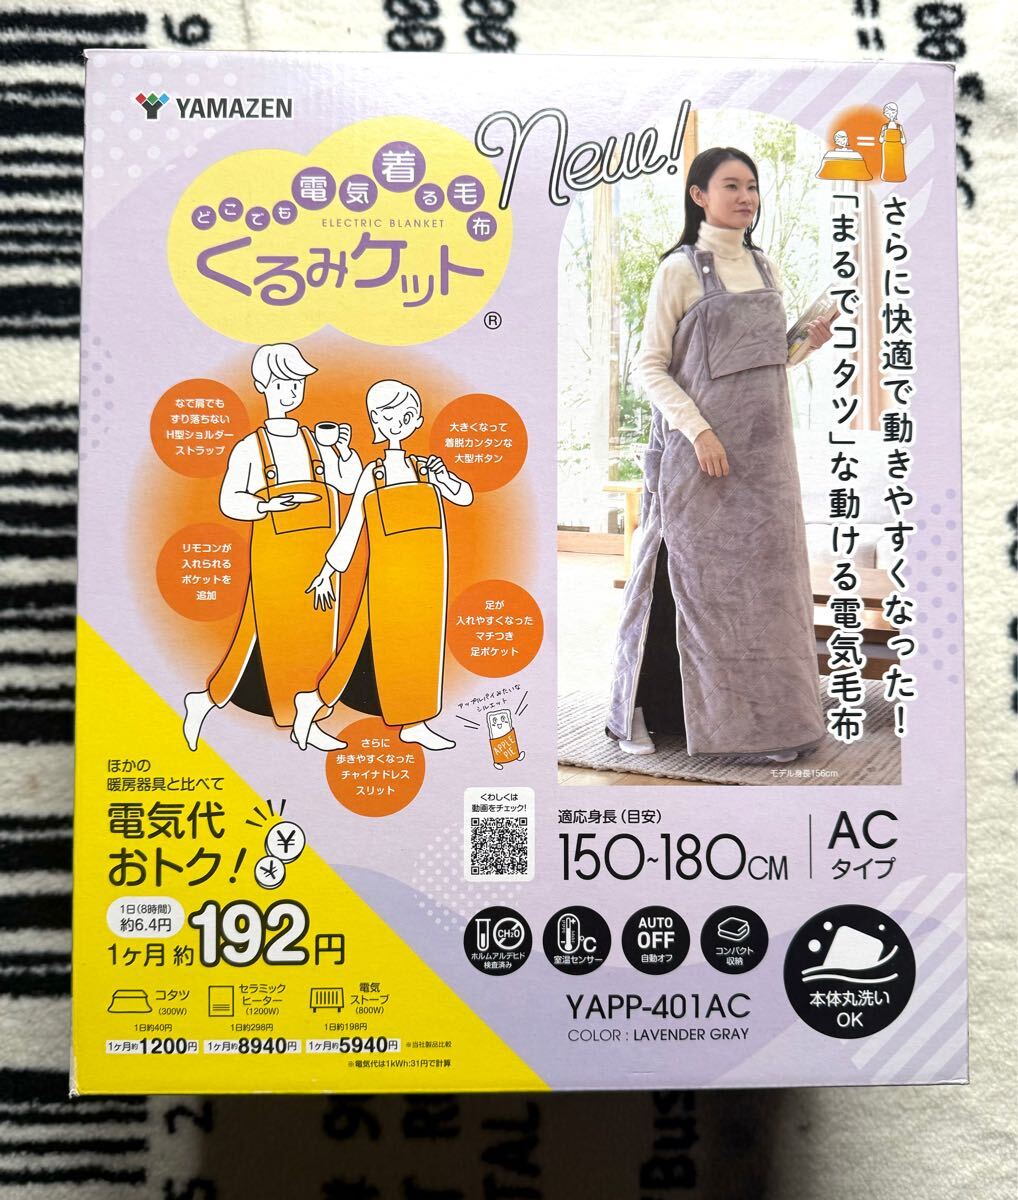 YAMAZEN
New!
どこでも電気着る毛布
ELECTRIC BLANKET
くるみケット
®
さらに快適で動きやすくなった!
「まるでコタツ」な動ける電気毛布
なで肩でも
ずり落ちない
H型ショルダー
ストラップ
大きくなって
着脱カンタンな
大型ボタン
リモコンが
入れられる
ポケットを
追加
足が
入れやすくなった
マチつき
足ポケット
アップルパイみたいな
シルエット
APPLE
PIE
さらに
歩きやすくなった
チャイナドレス
スリット
モデル身長156cm
ほかの
暖房器具と比べて
電気代
おトク!
1日(8時間)
約6.4円
1ヶ月 約192円
コタツ
(300W)
1日約40円
1ヶ月約1200円
セラミック
ヒーター
(1200W)
1日約298円
1ヶ月約8940円
電気
ストーブ
(800W)
1日約198円
1ヶ月約5940円
※当社製品比較
※電気代は1kWh:31円で計算
くわしくは
動画をチェック!
適応身長(目安)
150~180CM
AC
タイプ
CH2O
ホルムアルデヒド
検査済み
℃
室温センサー
AUTO
OFF
自動オフ
コンパクト
収納
本体丸洗い
OK
YAPP-401AC
COLOR : LAVENDER GRAY